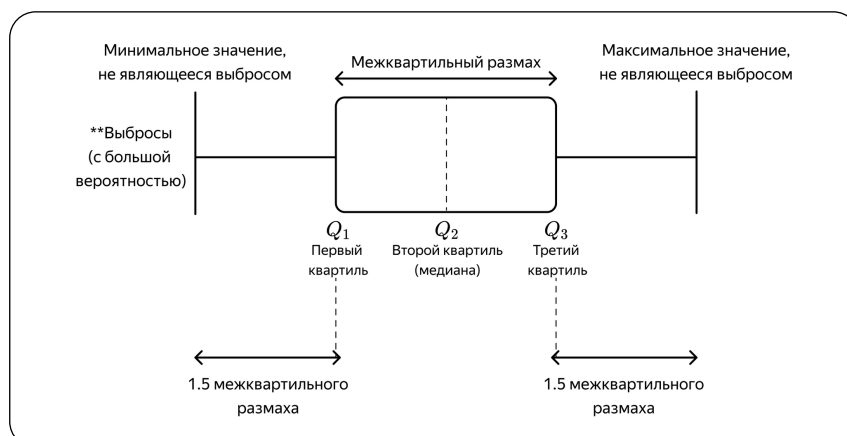 Минимальное значение,
не являющееся выбросом
Межквартильный размах
Максимальное значение,
не являющееся выбросом
**Выбросы
(с большой
вероятностью)
Q1
Первый
квартиль
Q2
Второй квартиль
(медиана)
Q3
Третий
квартиль
1.5 межквартильного
размаха
1.5 межквартильного
размаха